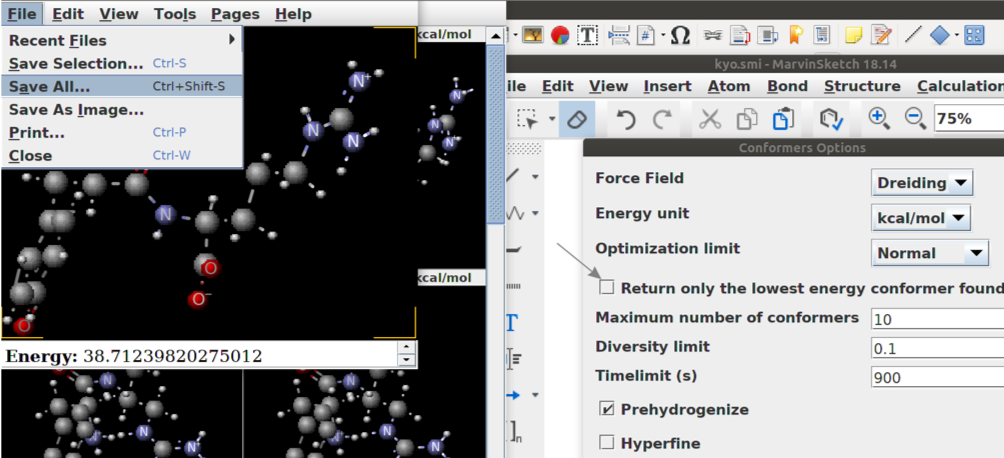 File Edit View Tools Pages Help
Recent Files
Save Selection... Ctrl-S
Save All... Ctrl+Shift-S
Save As Image... 
Print... Ctrl-P
Close Ctrl-W
N+
N
N
N
O
O-
O
Energy: 38.71239820275012
N
N
N
N
N
N
N
N
kcal/mol
N
N
N
kcal/mol
T
#
Ω
kyo.smi - MarvinSketch 18.14
ile Edit View Insert Atom Bond Structure Calculation
75%
T
]n
Conformers Options
Force Field Dreiding
Energy unit kcal/mol
Optimization limit Normal
Return only the lowest energy conformer found
Maximum number of conformers 10
Diversity limit 0.1
Timelimit (s) 900
Prehydrogenize
Hyperfine